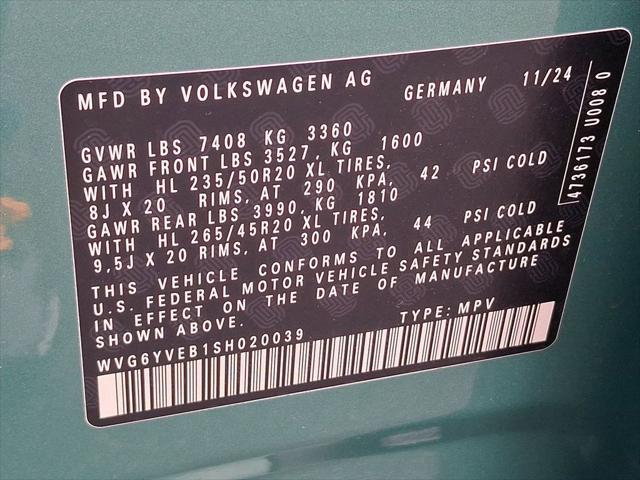 MFD BY VOLKSWAGEN AG GERMANY 11/24
GVWR LBS 7408 KG 3360
GAWR FRONT LBS 3527, KG 1600
WITH HL 235/50R20 XL TIRES,
8J X 20 RIMS, AT 290 KPA, 42 PSI COLD
GAWR REAR LBS 3990, KG 1810
WITH HL 265/45R20 XL TIRES,
9,5J X 20 RIMS, AT 300 KPA, 44 PSI COLD
THIS VEHICLE CONFORMS TO ALL APPLICABLE
U.S. FEDERAL MOTOR VEHICLE SAFETY STANDARDS
IN EFFECT ON THE DATE OF MANUFACTURE
SHOWN ABOVE.
WVG6YVEB1SH020039 TYPE: MPV
4736173 U008 0